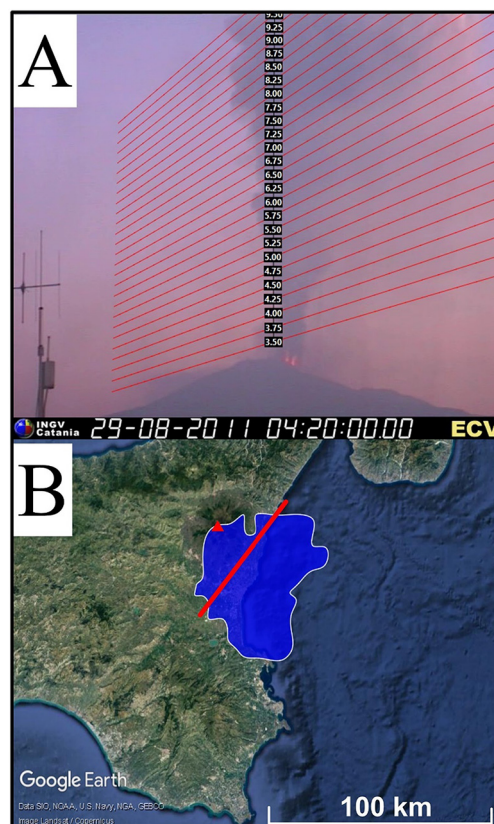 A
9.50
9.25
9.00
8.75
8.50
8.25
8.00
7.75
7.50
7.25
7.00
6.75
6.50
6.25
6.00
5.75
5.50
5.25
5.00
4.75
4.50
4.25
4.00
3.75
3.50
INGV
Catania
29-08-2011 04:20:00.00
ECV
B
Google Earth
Data SIO, NOAA, U.S. Navy, NGA, GEBCO
Image Landsat / Copernicus
100 km